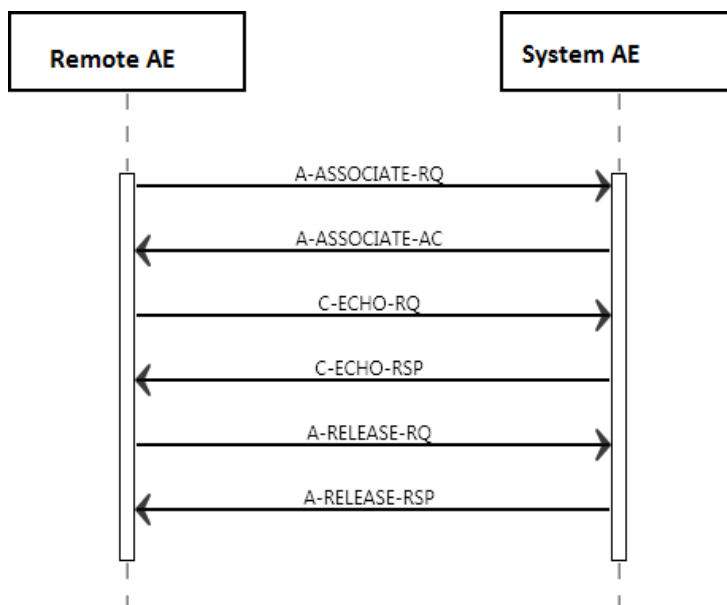 Remote AE
System AE
A-ASSOCIATE-RQ
A-ASSOCIATE-AC
C-ECHO-RQ
C-ECHO-RSP
A-RELEASE-RQ
A-RELEASE-RSP